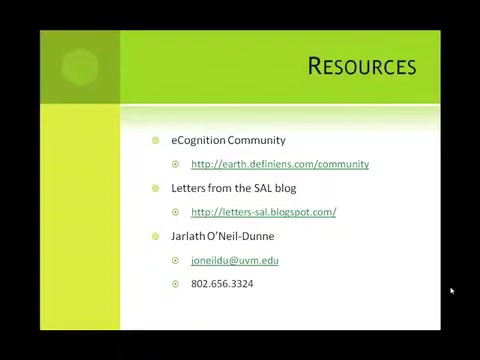 RESOURCES
eCognition Community
http://earth.definiens.com/community
Letters from the SAL blog
http://letters-sal.blogspot.com/
Jarlath O'Neil-Dunne
joneildu@uvm.edu
802.656.3324